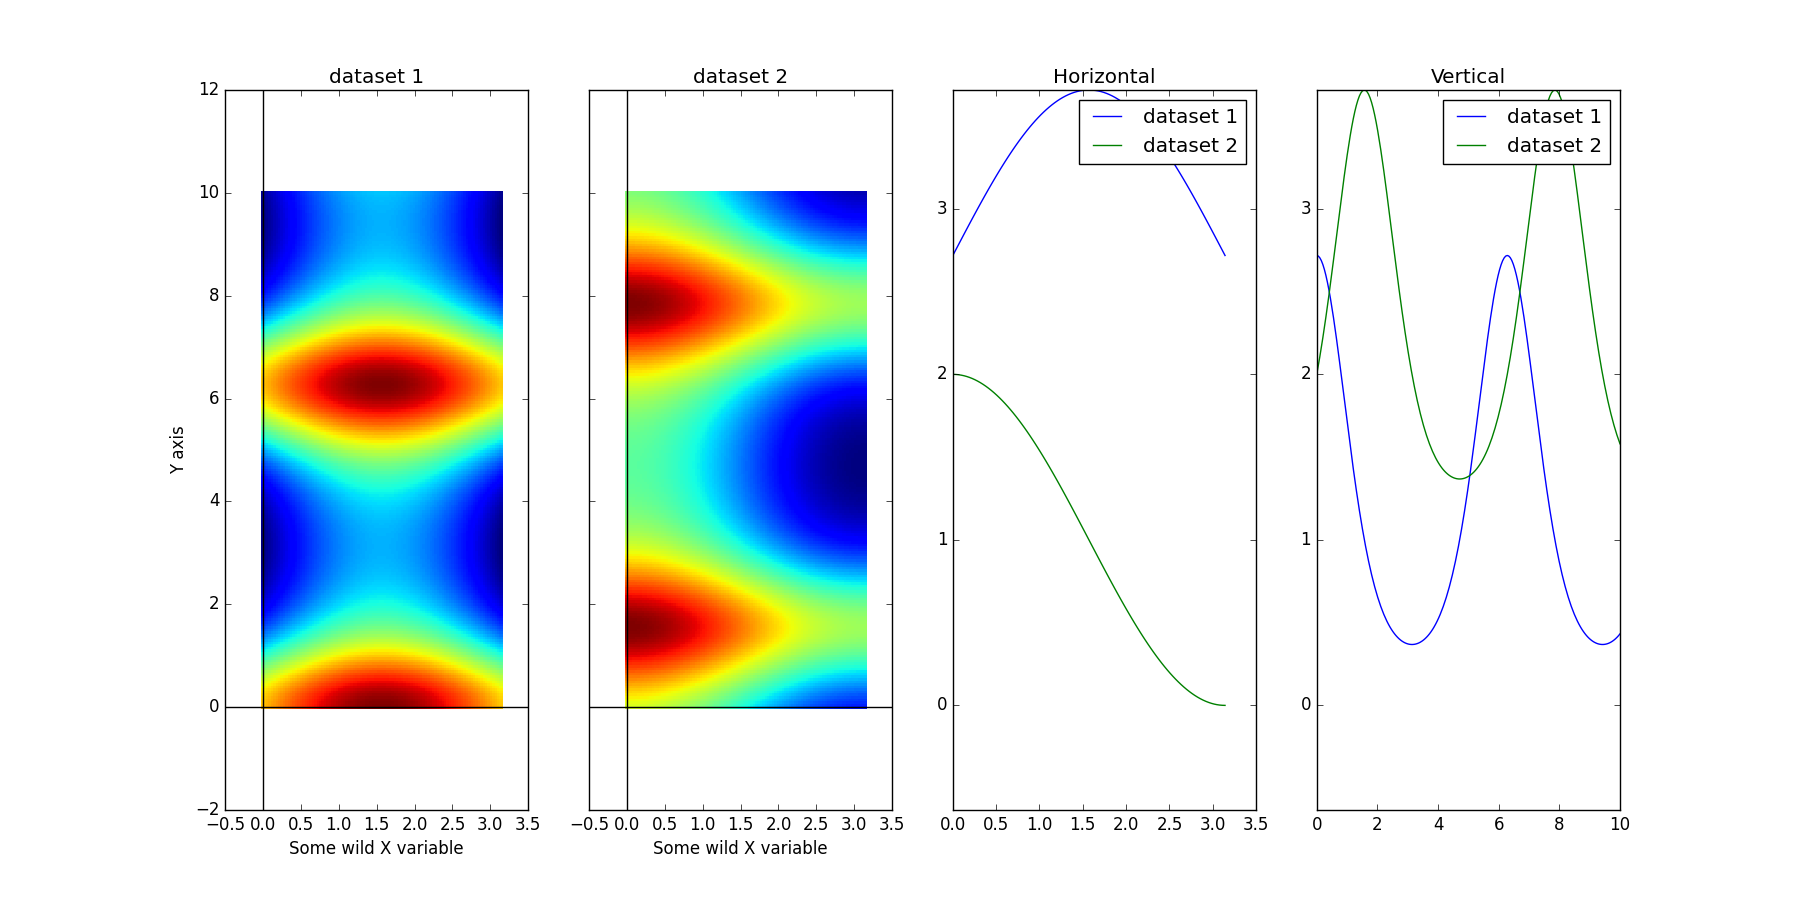 dataset 1
dataset 2
Horizontal
Vertical
12
10
8
6
4
2
0
−2
Y axis
−0.5 0.0 0.5 1.0 1.5 2.0 2.5 3.0 3.5
Some wild X variable
−0.5 0.0 0.5 1.0 1.5 2.0 2.5 3.0 3.5
Some wild X variable
dataset 1
dataset 2
3
2
1
0
0.0 0.5 1.0 1.5 2.0 2.5 3.0 3.5
dataset 1
dataset 2
3
2
1
0
0 2 4 6 8 10